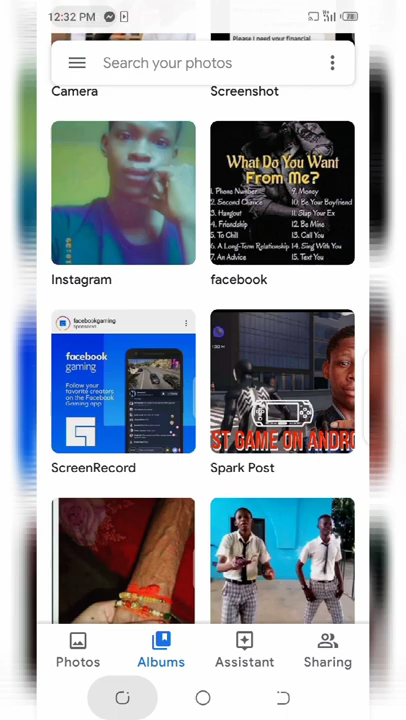 12:32 PM
Please I need your financial
Search your photos
Camera
Screenshot
What Do You Want
From Me?
1. Phone Number
2. Second Chance
3. Hangout
4. Friendship
5. To Chill
6. A Long-Term Relationship
7. An Advice
9. Money
10. Be Your Boyfriend
11. Slap Your Ex
12. Be Mine
13. Call You
14. Sing With You
15. Text You
Instagram
facebook
facebookgaming
Sponsored
facebook
gaming
Follow your
favorite creators
on the Facebook
Gaming app.
ST GAME ON ANDRO
ScreenRecord
Spark Post
Photos
Albums
Assistant
Sharing